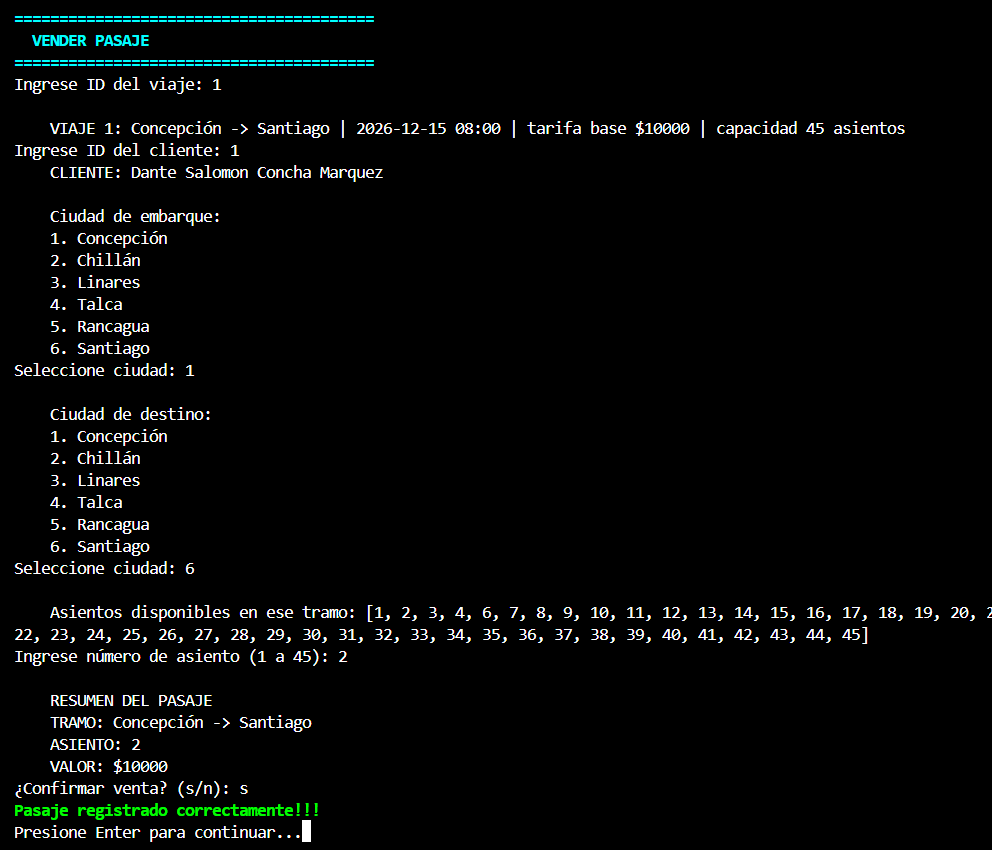 ========================================
VENDER PASAJE
========================================
Ingrese ID del viaje: 1
VIAJE 1: Concepción -> Santiago | 2026-12-15 08:00 | tarifa base $10000 | capacidad 45 asientos
Ingrese ID del cliente: 1
CLIENTE: Dante Salomon Concha Marquez
Ciudad de embarque:
1. Concepción
2. Chillán
3. Linares
4. Talca
5. Rancagua
6. Santiago
Seleccione ciudad: 1
Ciudad de destino:
1. Concepción
2. Chillán
3. Linares
4. Talca
5. Rancagua
6. Santiago
Seleccione ciudad: 6
Asientos disponibles en ese tramo: [1, 2, 3, 4, 6, 7, 8, 9, 10, 11, 12, 13, 14, 15, 16, 17, 18, 19, 20,
22, 23, 24, 25, 26, 27, 28, 29, 30, 31, 32, 33, 34, 35, 36, 37, 38, 39, 40, 41, 42, 43, 44, 45]
Ingrese número de asiento (1 a 45): 2
RESUMEN DEL PASAJE
TRAMO: Concepción -> Santiago
ASIENTO: 2
VALOR: $10000
¿Confirmar venta? (s/n): s
Pasaje registrado correctamente!!!
Presione Enter para continuar...